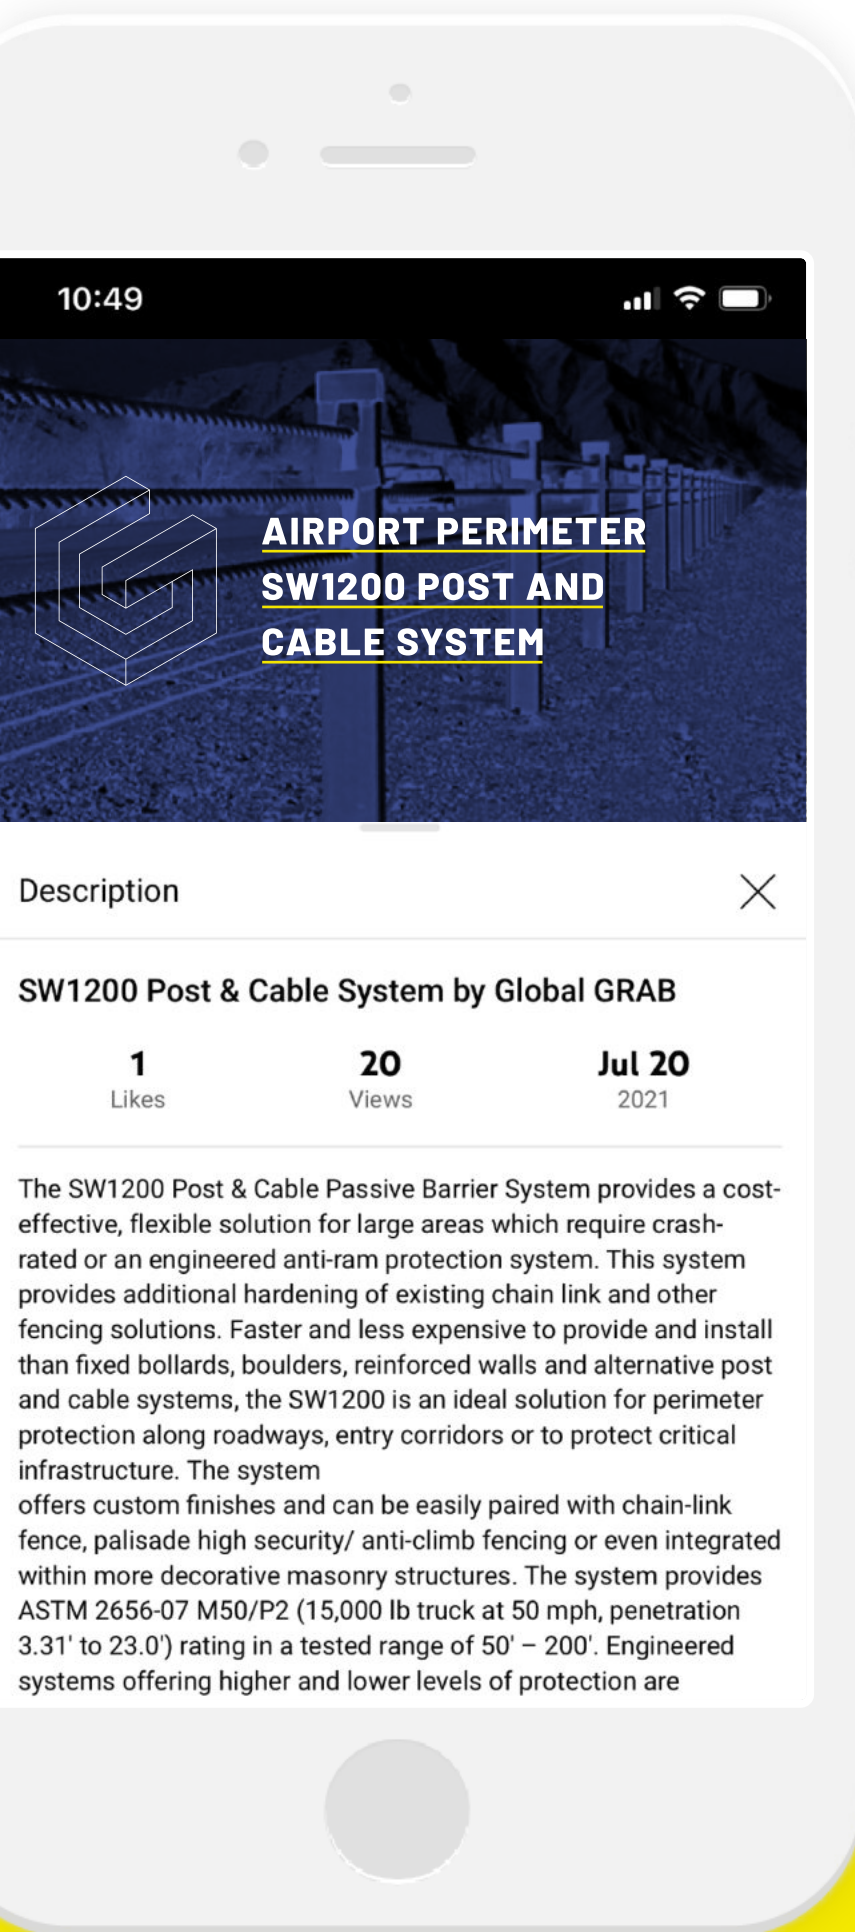 10:49
AIRPORT PERIMETER
SW1200 POST AND
CABLE SYSTEM
Description
SW1200 Post & Cable System by Global GRAB
1 20 Jul 20
Likes Views 2021
The SW1200 Post & Cable Passive Barrier System provides a cost-
effective, flexible solution for large areas which require crash-
rated or an engineered anti-ram protection system. This system
provides additional hardening of existing chain link and other
fencing solutions. Faster and less expensive to provide and install
than fixed bollards, boulders, reinforced walls and alternative post
and cable systems, the SW1200 is an ideal solution for perimeter
protection along roadways, entry corridors or to protect critical
infrastructure. The system
offers custom finishes and can be easily paired with chain-link
fence, palisade high security/ anti-climb fencing or even integrated
within more decorative masonry structures. The system provides
ASTM 2656-07 M50/P2 (15,000 lb truck at 50 mph, penetration
3.31' to 23.0') rating in a tested range of 50' – 200'. Engineered
systems offering higher and lower levels of protection are